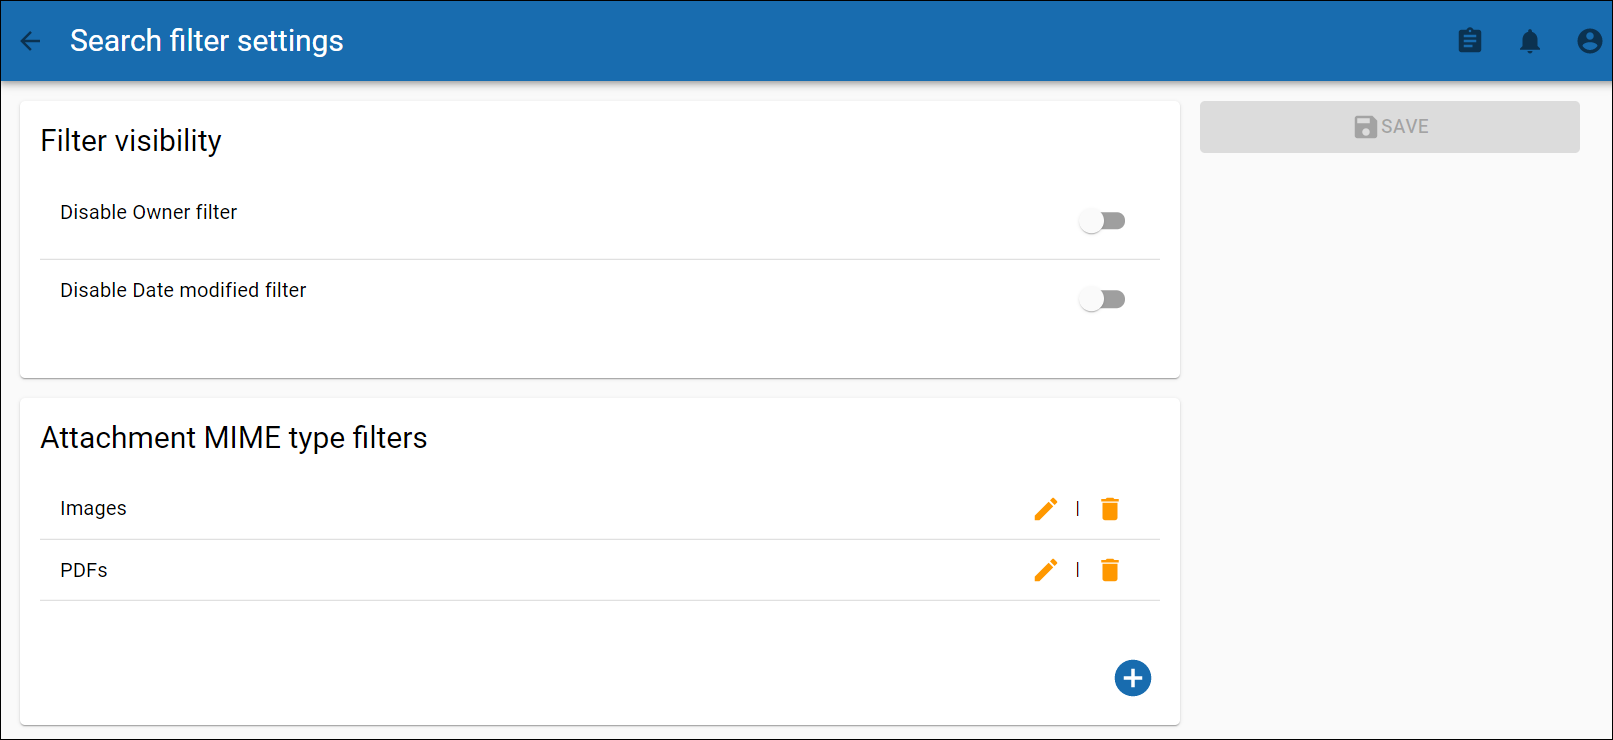 Search filter settings
SAVE
Filter visibility
Disable Owner filter
Disable Date modified filter
Attachment MIME type filters
Images
|
PDFs
|